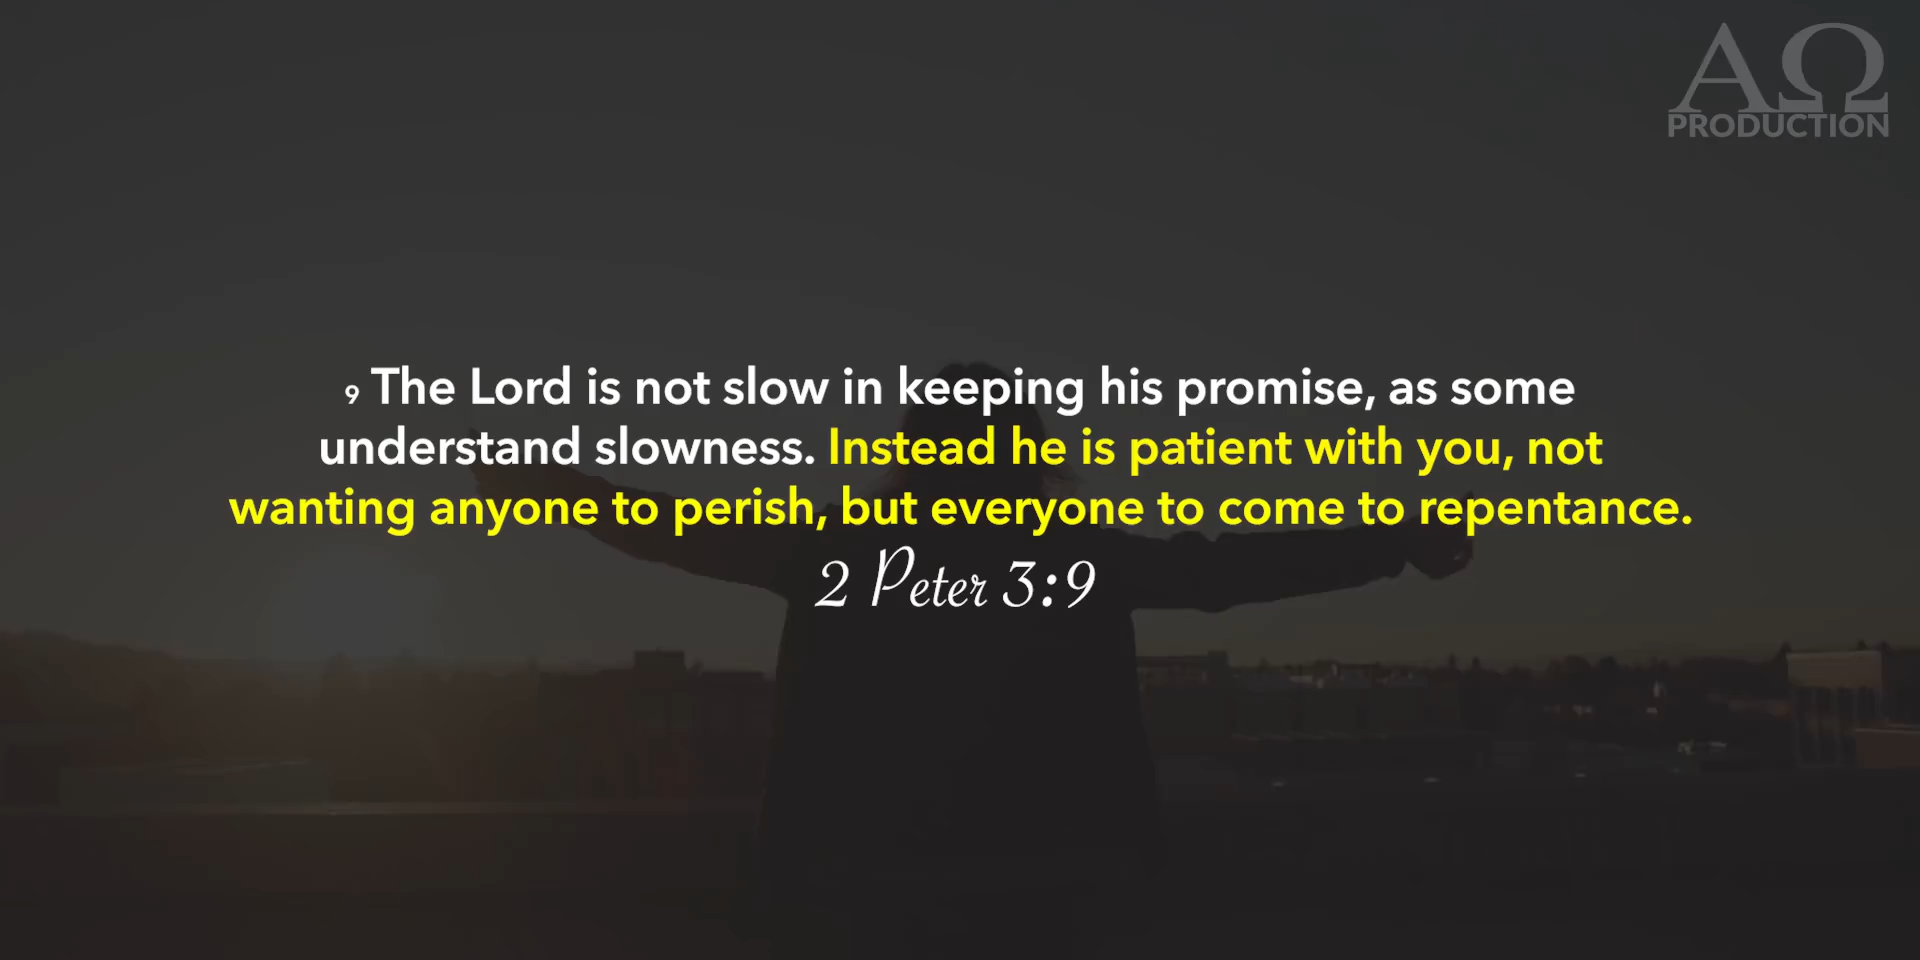 ΑΩ
PRODUCTION
9 The Lord is not slow in keeping his promise, as some
understand slowness. Instead he is patient with you, not
wanting anyone to perish, but everyone to come to repentance.
2 Peter 3:9